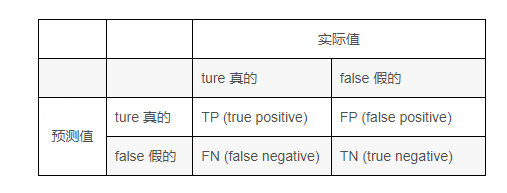 实际值
ture 真的 false 假的
预测值
ture 真的 TP (true positive) FP (false positive)
false 假的 FN (false negative) TN (true negative)